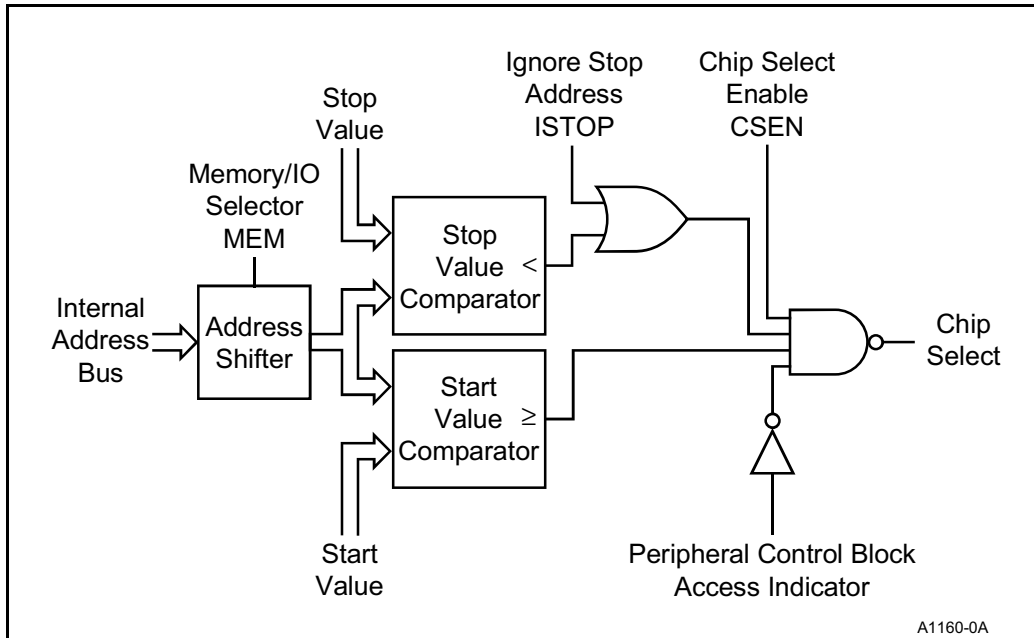 Ignore Stop
Address
ISTOP
Chip Select
Enable
CSEN
Stop
Value
Memory/IO
Selector
MEM
Stop
Value <
Comparator
Internal
Address
Bus
Address
Shifter
Chip
Select
Start
Value ≥
Comparator
Start
Value
Peripheral Control Block
Access Indicator
A1160-0A